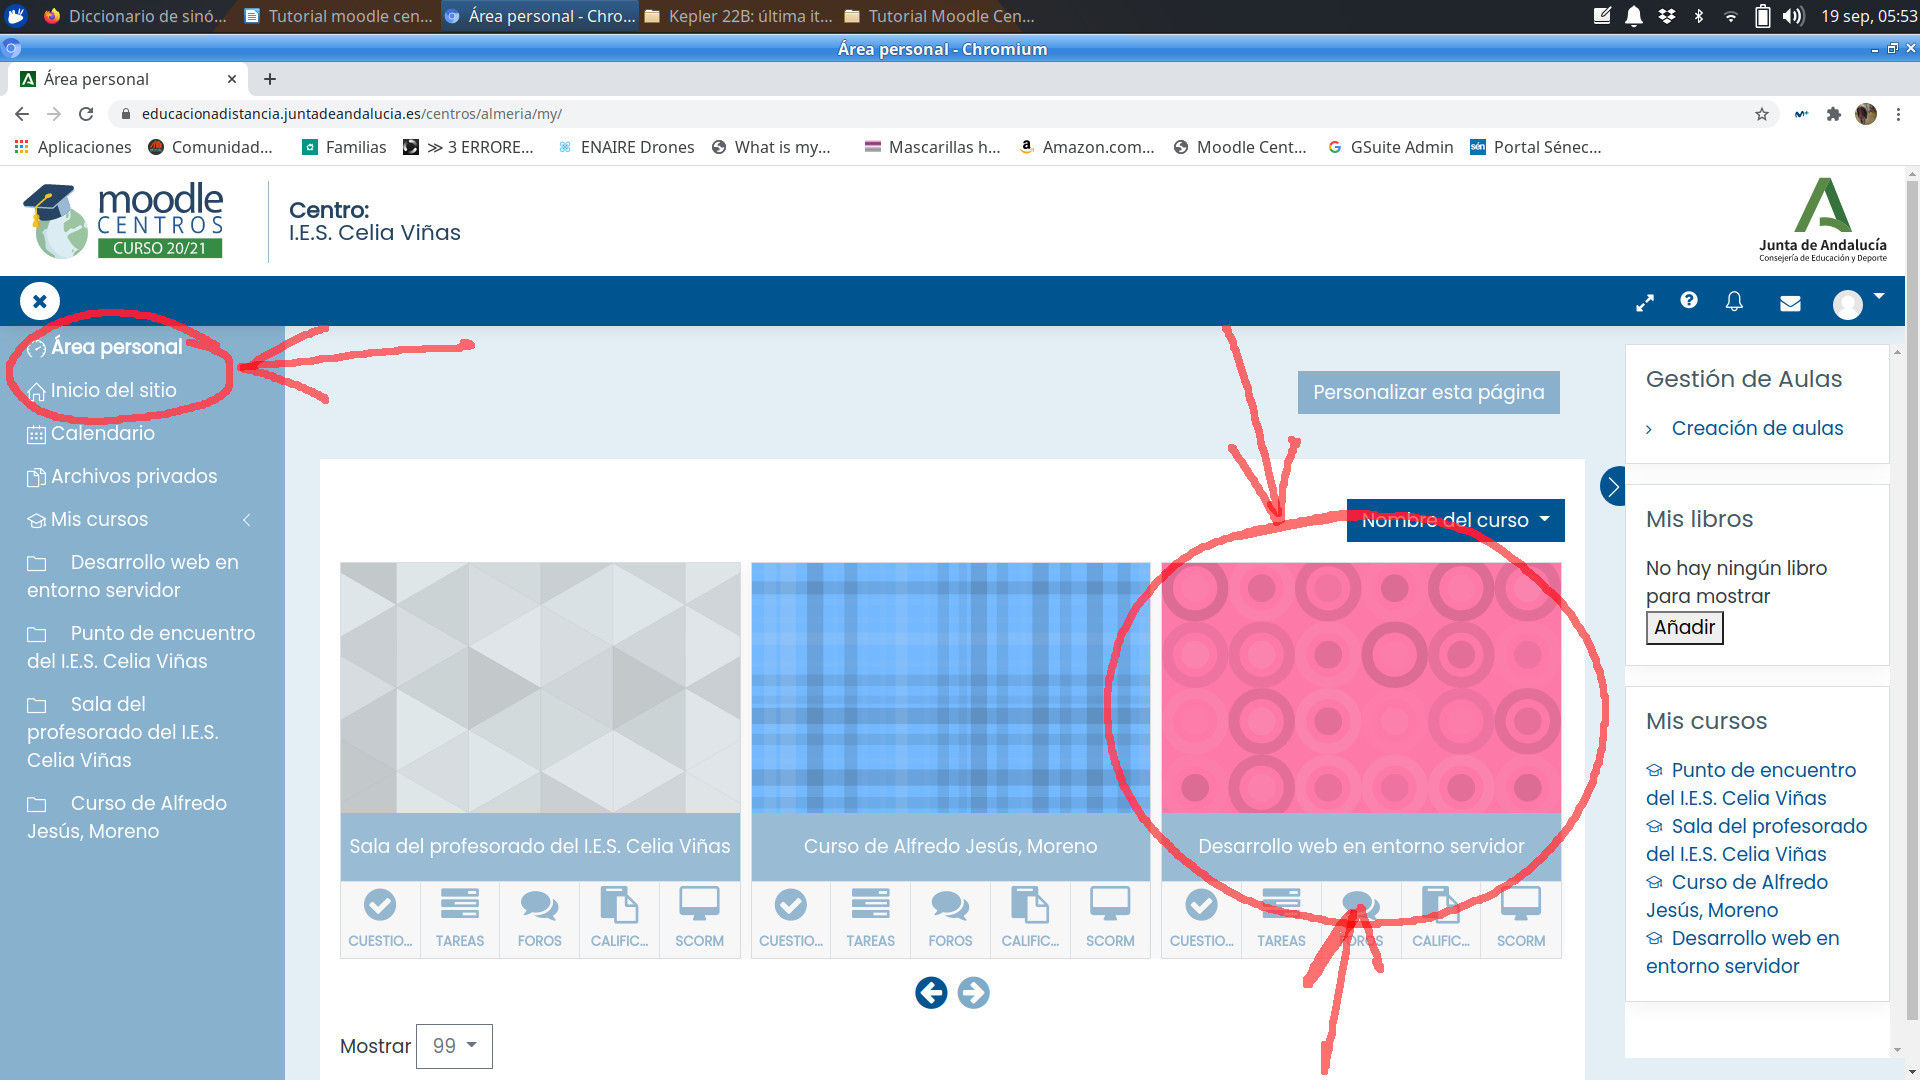 Diccionario de sinó... Tutorial moodle cen... Área personal - Chro... Kepler 22B: última it... Tutorial Moodle Cen... 19 sep, 05:53
Área personal - Chromium
Área personal
educacionadistancia.juntadeandalucia.es/centros/almeria/my/
Aplicaciones Comunidad... Familias ≫ 3 ERRORE... ENAIRE Drones What is my... Mascarillas h... Amazon.com... Moodle Cent... GSuite Admin Portal Sénec...
moodle
CENTROS
CURSO 20/21
Centro:
I.E.S. Celia Viñas
Junta de Andalucía
Consejería de Educación y Deporte
Área personal
Inicio del sitio
Calendario
Archivos privados
Mis cursos
Desarrollo web en
entorno servidor
Punto de encuentro
del I.E.S. Celia Viñas
Sala del
profesorado del I.E.S.
Celia Viñas
Curso de Alfredo
Jesús, Moreno
Personalizar esta página
Nombre del curso
Sala del profesorado del I.E.S. Celia Viñas
CUESTIO... TAREAS FOROS CALIFIC... SCORM
Curso de Alfredo Jesús, Moreno
CUESTIO... TAREAS FOROS CALIFIC... SCORM
Desarrollo web en entorno servidor
CUESTIO... TAREAS FOROS CALIFIC... SCORM
Mostrar 99
Gestión de Aulas
Creación de aulas
Mis libros
No hay ningún libro
para mostrar
Añadir
Mis cursos
Punto de encuentro
del I.E.S. Celia Viñas
Sala del profesorado
del I.E.S. Celia Viñas
Curso de Alfredo
Jesús, Moreno
Desarrollo web en
entorno servidor